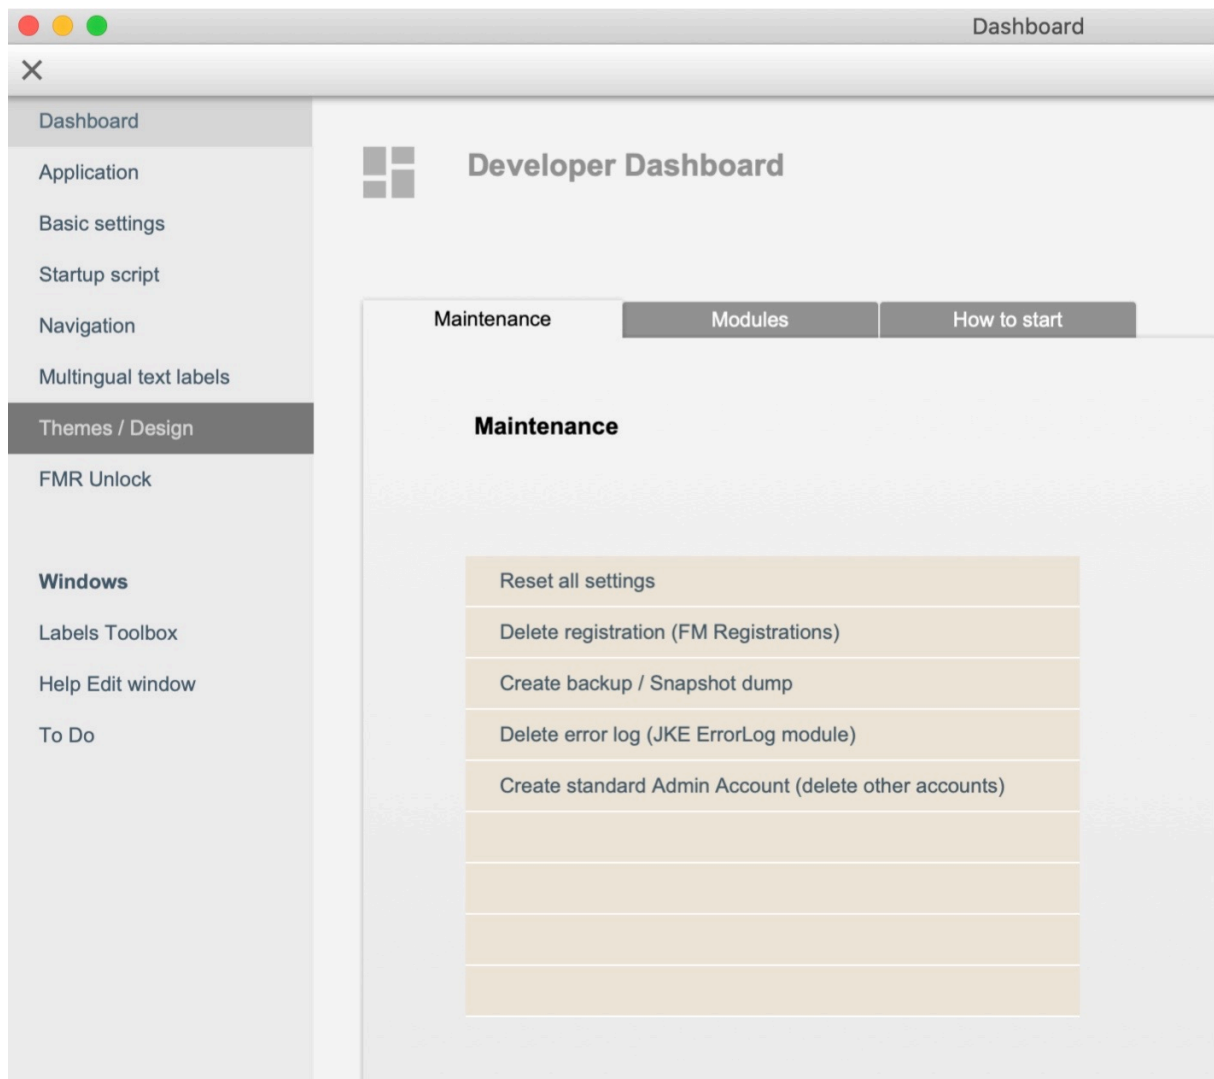 Dashboard
Dashboard
Application
Basic settings
Startup script
Navigation
Multingual text labels
Themes / Design
FMR Unlock
Windows
Labels Toolbox
Help Edit window
To Do
Developer Dashboard
Maintenance Modules How to start
Maintenance
Reset all settings
Delete registration (FM Registrations)
Create backup / Snapshot dump
Delete error log (JKE ErrorLog module)
Create standard Admin Account (delete other accounts)